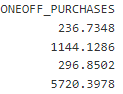 ONEOFF_PURCHASES
236.7348
1144.1286
296.8502
5720.3978